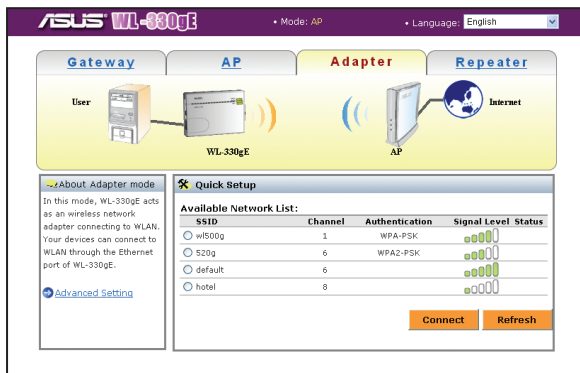 ASUS WL-330gE • Mode: AP • Language: English
Gateway AP Adapter Repeater
User
Internet
WL-330gE
AP
About Adapter mode
In this mode, WL-330gE acts
as an wireless network
adapter connecting to WLAN.
Your devices can connect to
WLAN through the Ethernet
port of WL-330gE.
Advanced Setting
Quick Setup
Available Network List:
SSID Channel Authentication Signal Level Status
wl500g 1 WPA-PSK
520g 6 WPA2-PSK
default 6
hotel 8
Connect Refresh